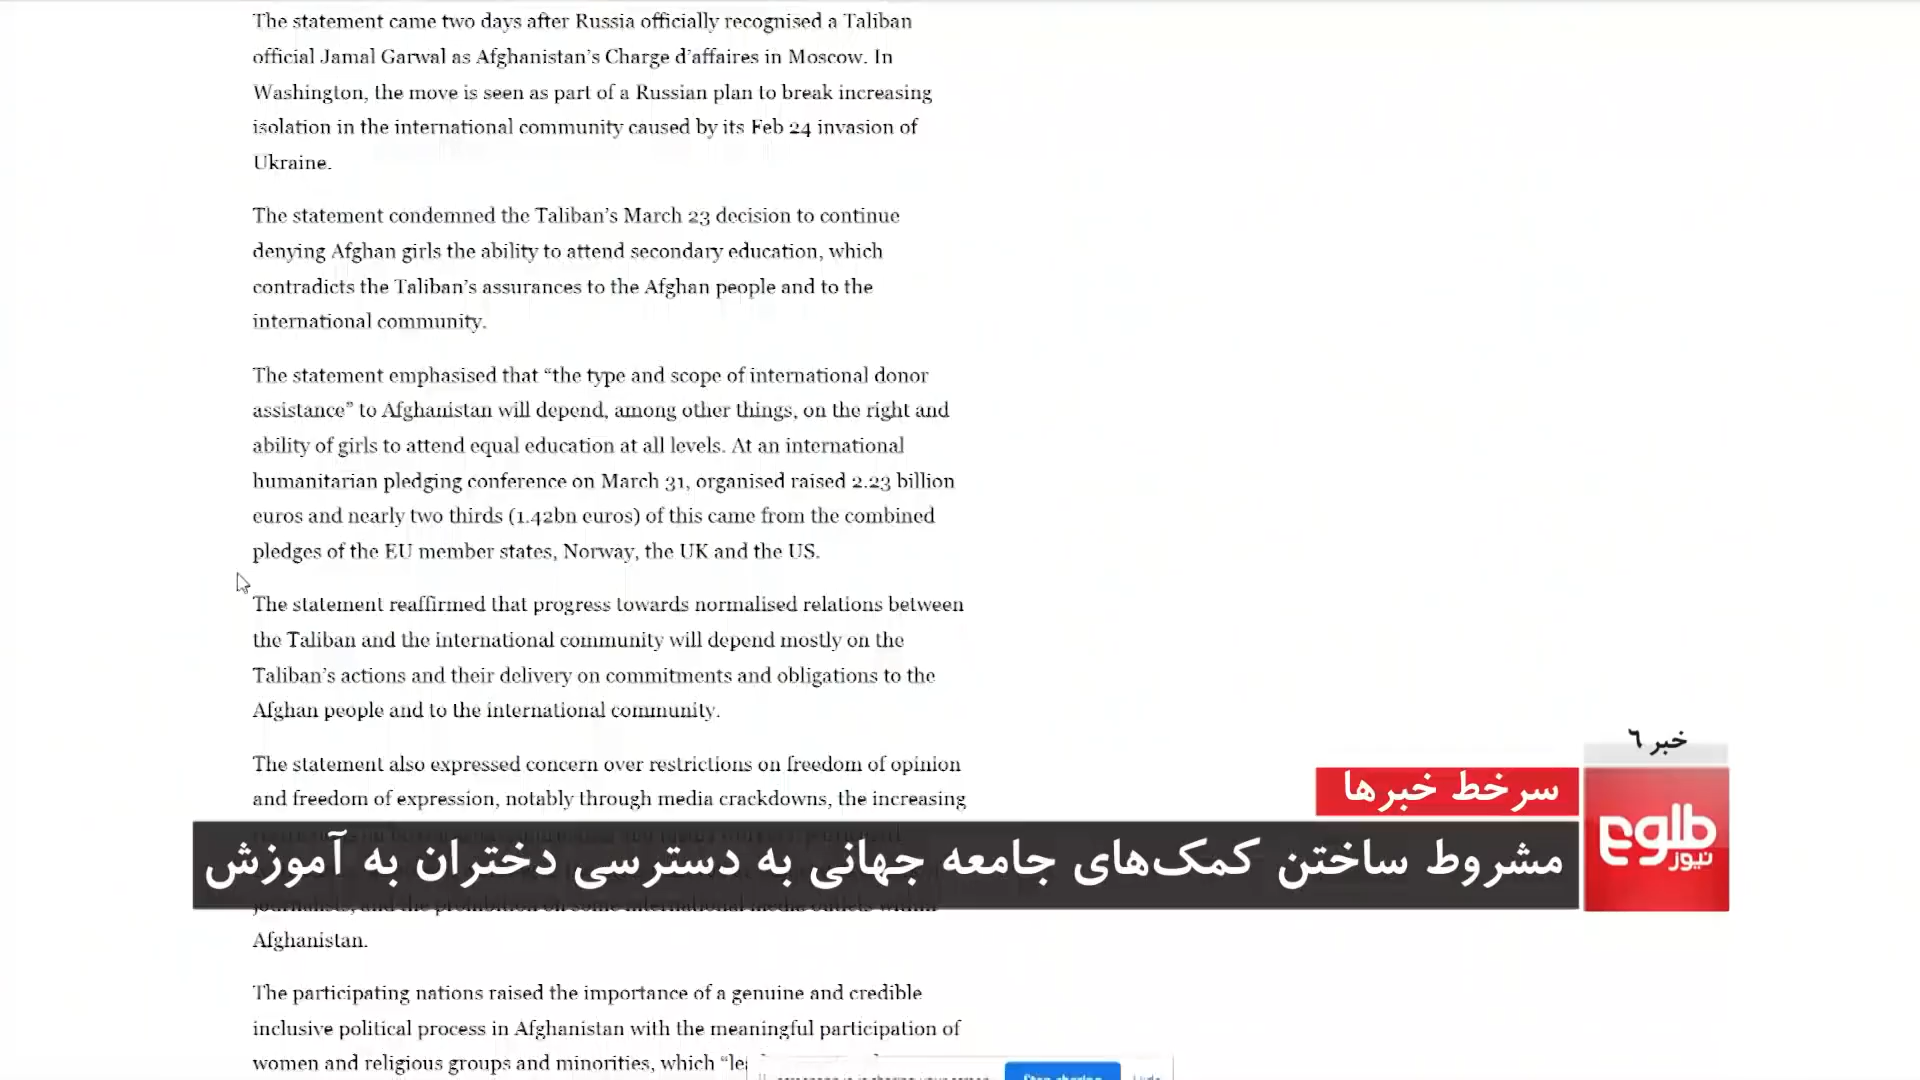 The statement came two days after Russia officially recognised a Taliban
official Jamal Garwal as Afghanistan's Charge d'affaires in Moscow. In
Washington, the move is seen as part of a Russian plan to break increasing
isolation in the international community caused by its Feb 24 invasion of
Ukraine.
The statement condemned the Taliban's March 23 decision to continue
denying Afghan girls the ability to attend secondary education, which
contradicts the Taliban's assurances to the Afghan people and to the
international community.
The statement emphasised that “the type and scope of international donor
assistance” to Afghanistan will depend, among other things, on the right and
ability of girls to attend equal education at all levels. At an international
humanitarian pledging conference on March 31, organised raised 2.23 billion
euros and nearly two thirds (1.42bn euros) of this came from the combined
pledges of the EU member states, Norway, the UK and the US.
The statement reaffirmed that progress towards normalised relations between
the Taliban and the international community will depend mostly on the
Taliban's actions and their delivery on commitments and obligations to the
Afghan people and to the international community.
The statement also expressed concern over restrictions on freedom of opinion
and freedom of expression, notably through media crackdowns, the increasing
journalists, and the prohibition on some international media outlets within
Afghanistan.
The participating nations raised the importance of a genuine and credible
inclusive political process in Afghanistan with the meaningful participation of
women and religious groups and minorities, which
خبر ٦
سرخط خبرها
مشروط ساختن کمک‌های جامعه جهانی به دسترسی دختران به آموزش
طلوع
نیوز